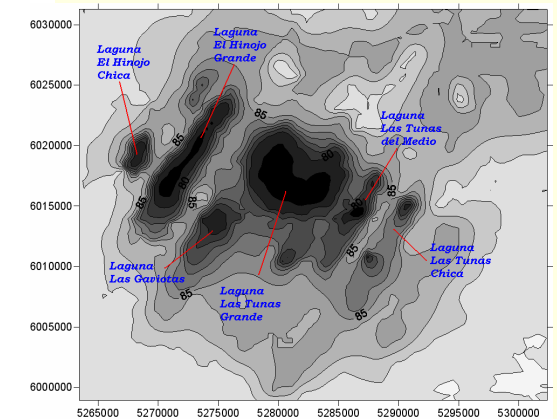 6030000
6025000
6020000
6015000
6010000
6005000
6000000
Laguna
El Hinojo
Chica
Laguna
El Hinojo
Grande
Laguna
Las Tunas
del Medio
Laguna
Las Gaviotas
Laguna
Las Tunas
Grande
Laguna
Las Tunas
Chica
85
85
80
80
85
85
85
80
85
85
85
5265000 5270000 5275000 5280000 5285000 5290000 5295000 5300000